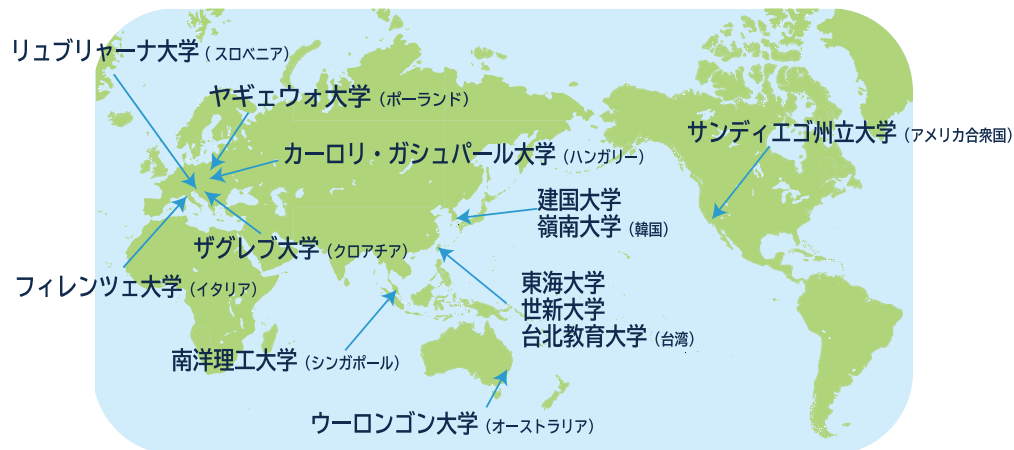 リュブリャーナ大学(スロベニア)
ヤギェウォ大学(ポーランド)
サンディエゴ州立大学(アメリカ合衆国)
カーロリ・ガシュパール大学(ハンガリー)
建国大学
嶺南大学(韓国)
ザグレブ大学(クロアチア)
フィレンツェ大学(イタリア)
東海大学
世新大学
台北教育大学(台湾)
南洋理工大学(シンガポール)
ウーロンゴン大学(オーストラリア)